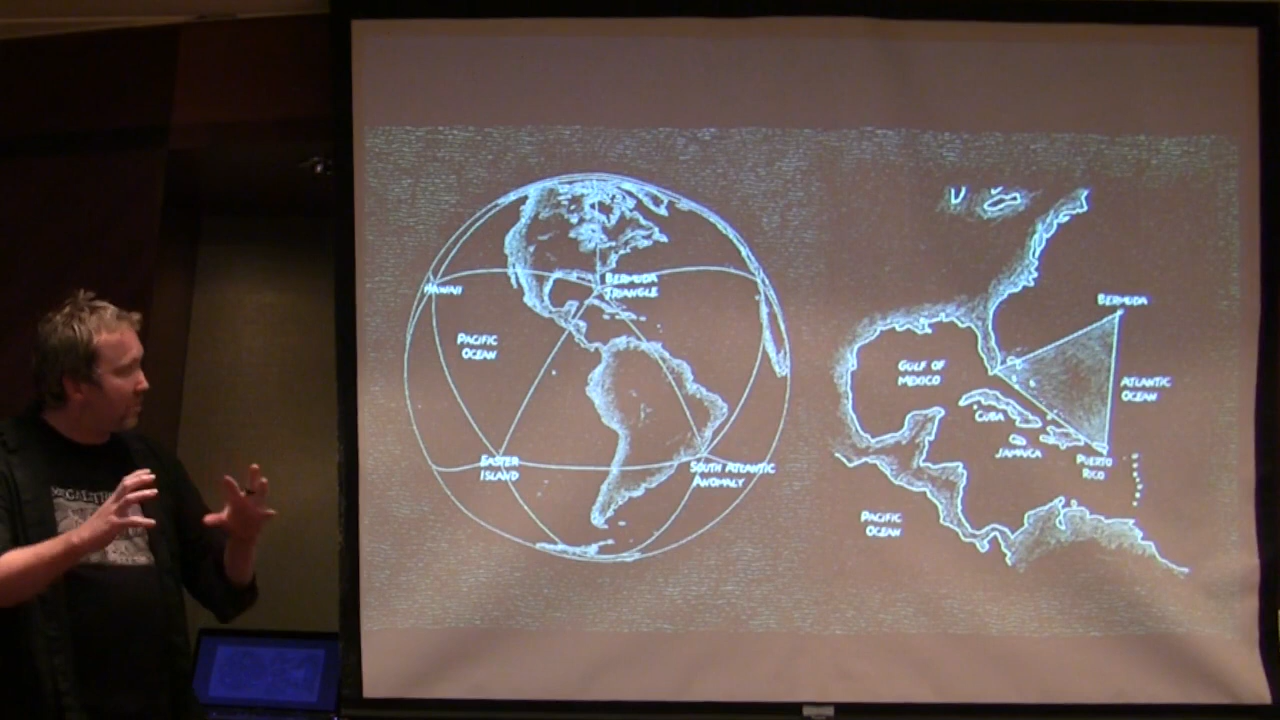 HAWAII
BERMUDA
TRIANGLE
PACIFIC
OCEAN
EASTER
ISLAND
SOUTH ATLANTIC
ANOMALY
BERMUDA
GULF OF
MEXICO
ATLANTIC
OCEAN
CUBA
JAMAICA
PUERTO
RICO
PACIFIC
OCEAN